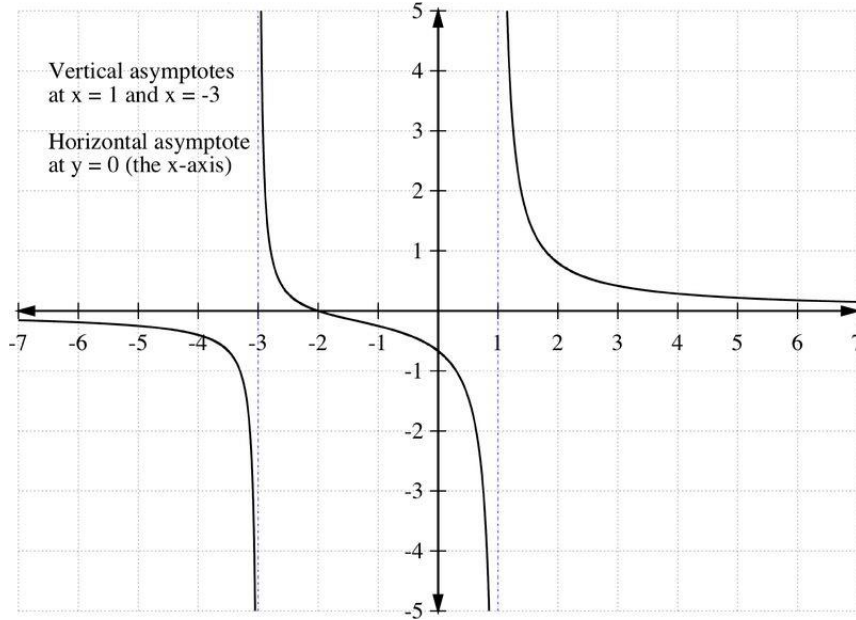 Vertical asymptotes
at x = 1 and x = -3
Horizontal asymptote
at y = 0 (the x-axis)
5
4
3
2
1
-7 -6 -5 -4 -3 -2 -1 1 2 3 4 5 6 7
-1
-2
-3
-4
-5